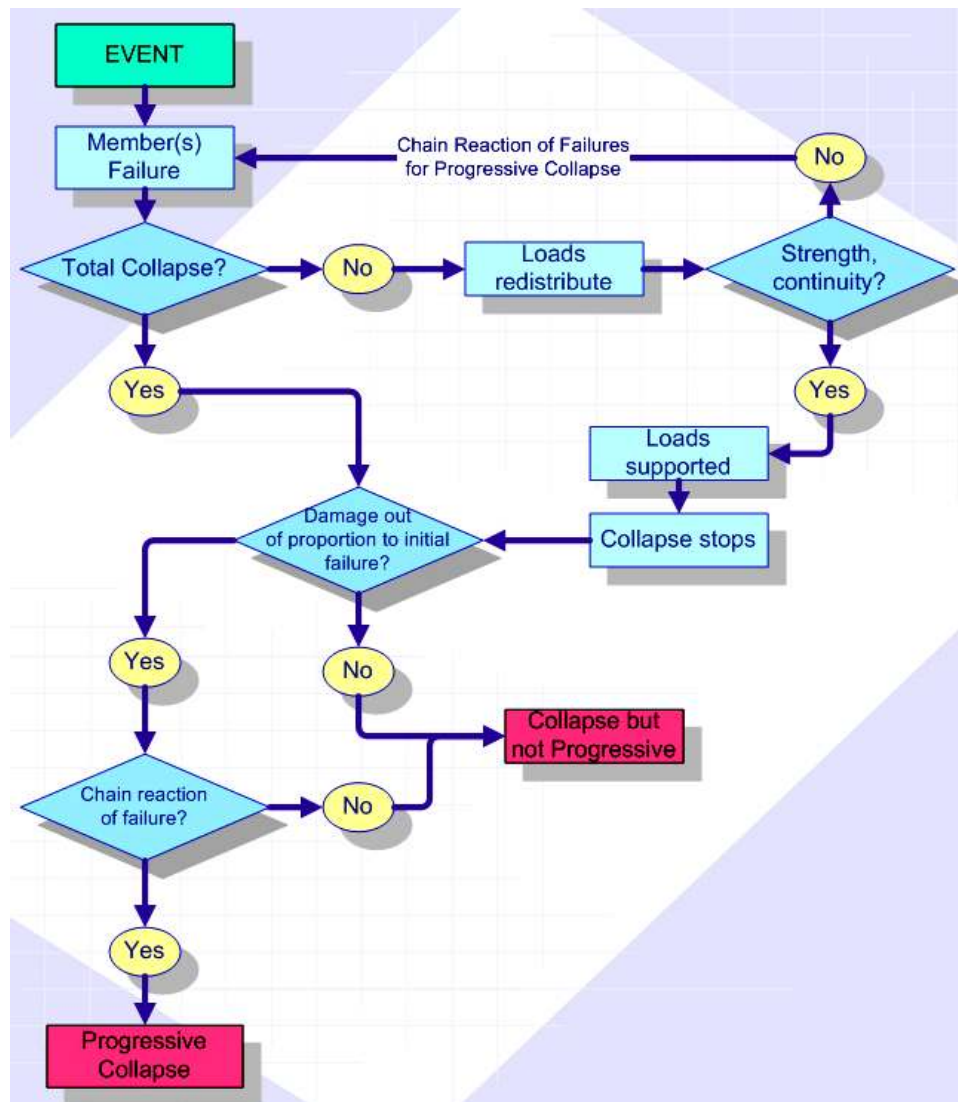 EVENT
Member(s)
Failure
Chain Reaction of Failures
for Progressive Collapse
No
Total Collapse?
No
Loads
redistribute
Strength,
continuity?
Yes
Yes
Loads
supported
Damage out
of proportion to initial
failure?
Collapse stops
Yes
No
Collapse but
not Progressive
Chain reaction
of failure?
No
Yes
Progressive
Collapse